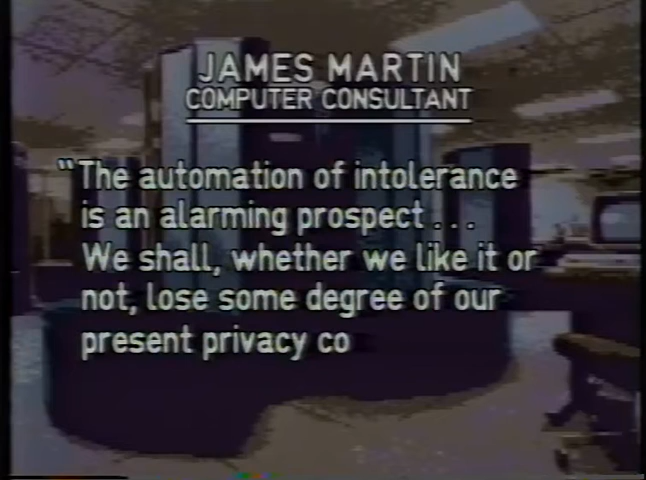 JAMES MARTIN
COMPUTER CONSULTANT
“The automation of intolerance
is an alarming prospect . . .
We shall, whether we like it or
not, lose some degree of our
present privacy co